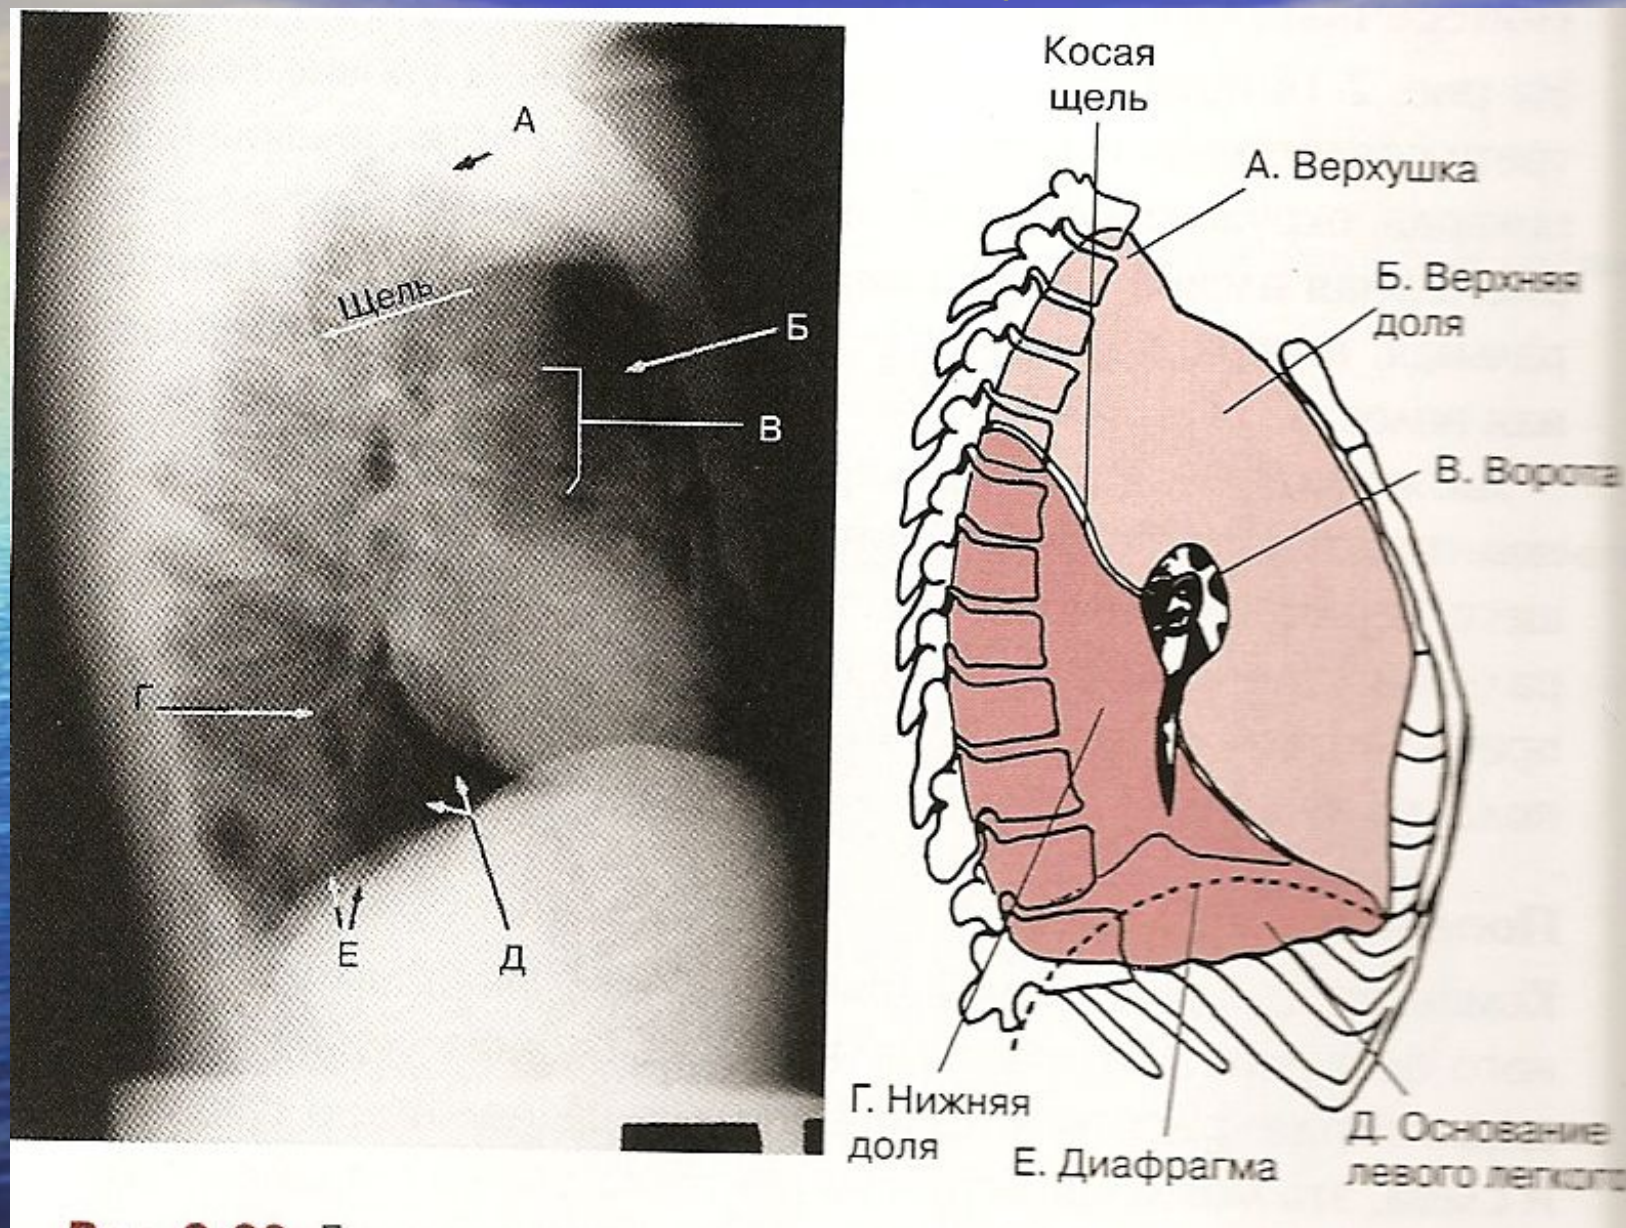 А
Щель
Б
В
Г
Е
Д
Косая
щель
А. Верхушка
Б. Верхняя
доля
В. Ворота
Г. Нижняя
доля
Е. Диафрагма
Д. Основание
левого легкого